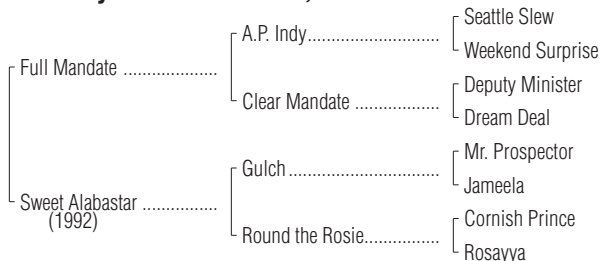 Seattle Slew
A.P. Indy..............................
Weekend Surprise
Full Mandate .....................
Deputy Minister
Clear Mandate ...................
Dream Deal
Mr. Prospector
Gulch..................................
Jameela
Sweet Alabastar .................
(1992)
Cornish Prince
Round the Rosie.................
Rosayya